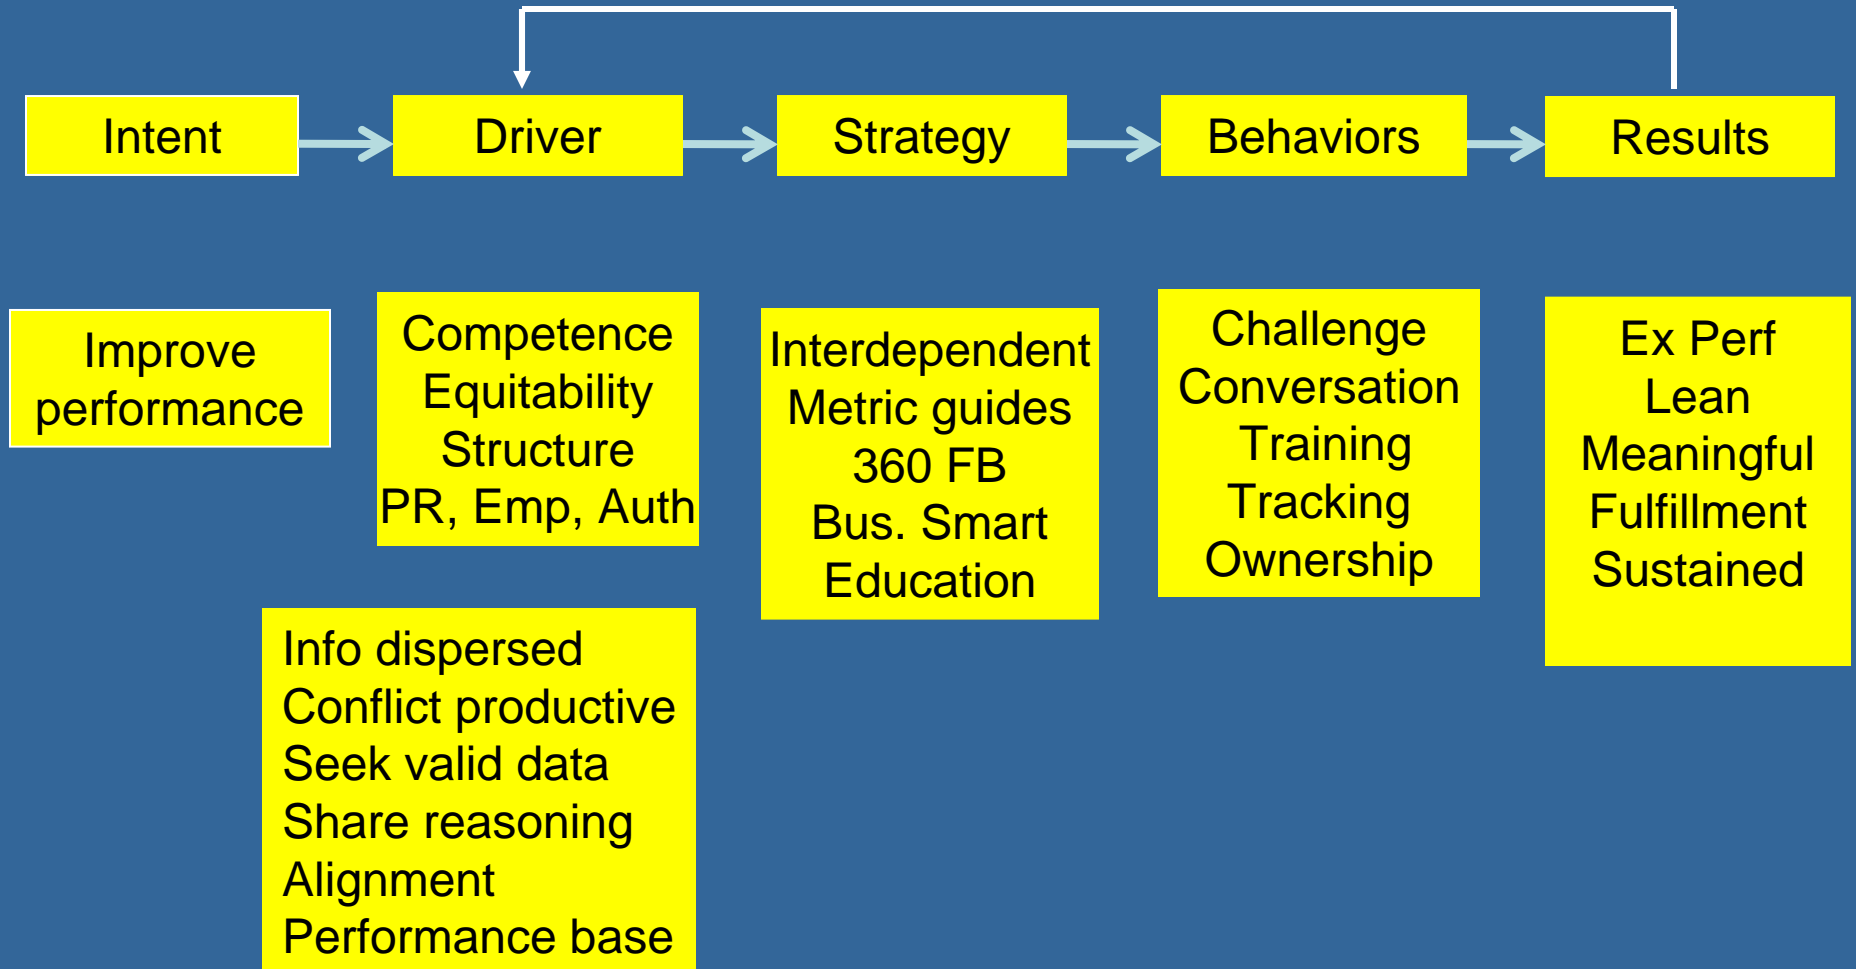 Intent
Driver
Strategy
Behaviors
Results
Improve
performance
Competence
Equitability
Structure
PR, Emp, Auth
Info dispersed
Conflict productive
Seek valid data
Share reasoning
Alignment
Performance base
Interdependent
Metric guides
360 FB
Bus. Smart
Education
Challenge
Conversation
Training
Tracking
Ownership
Ex Perf
Lean
Meaningful
Fulfillment
Sustained